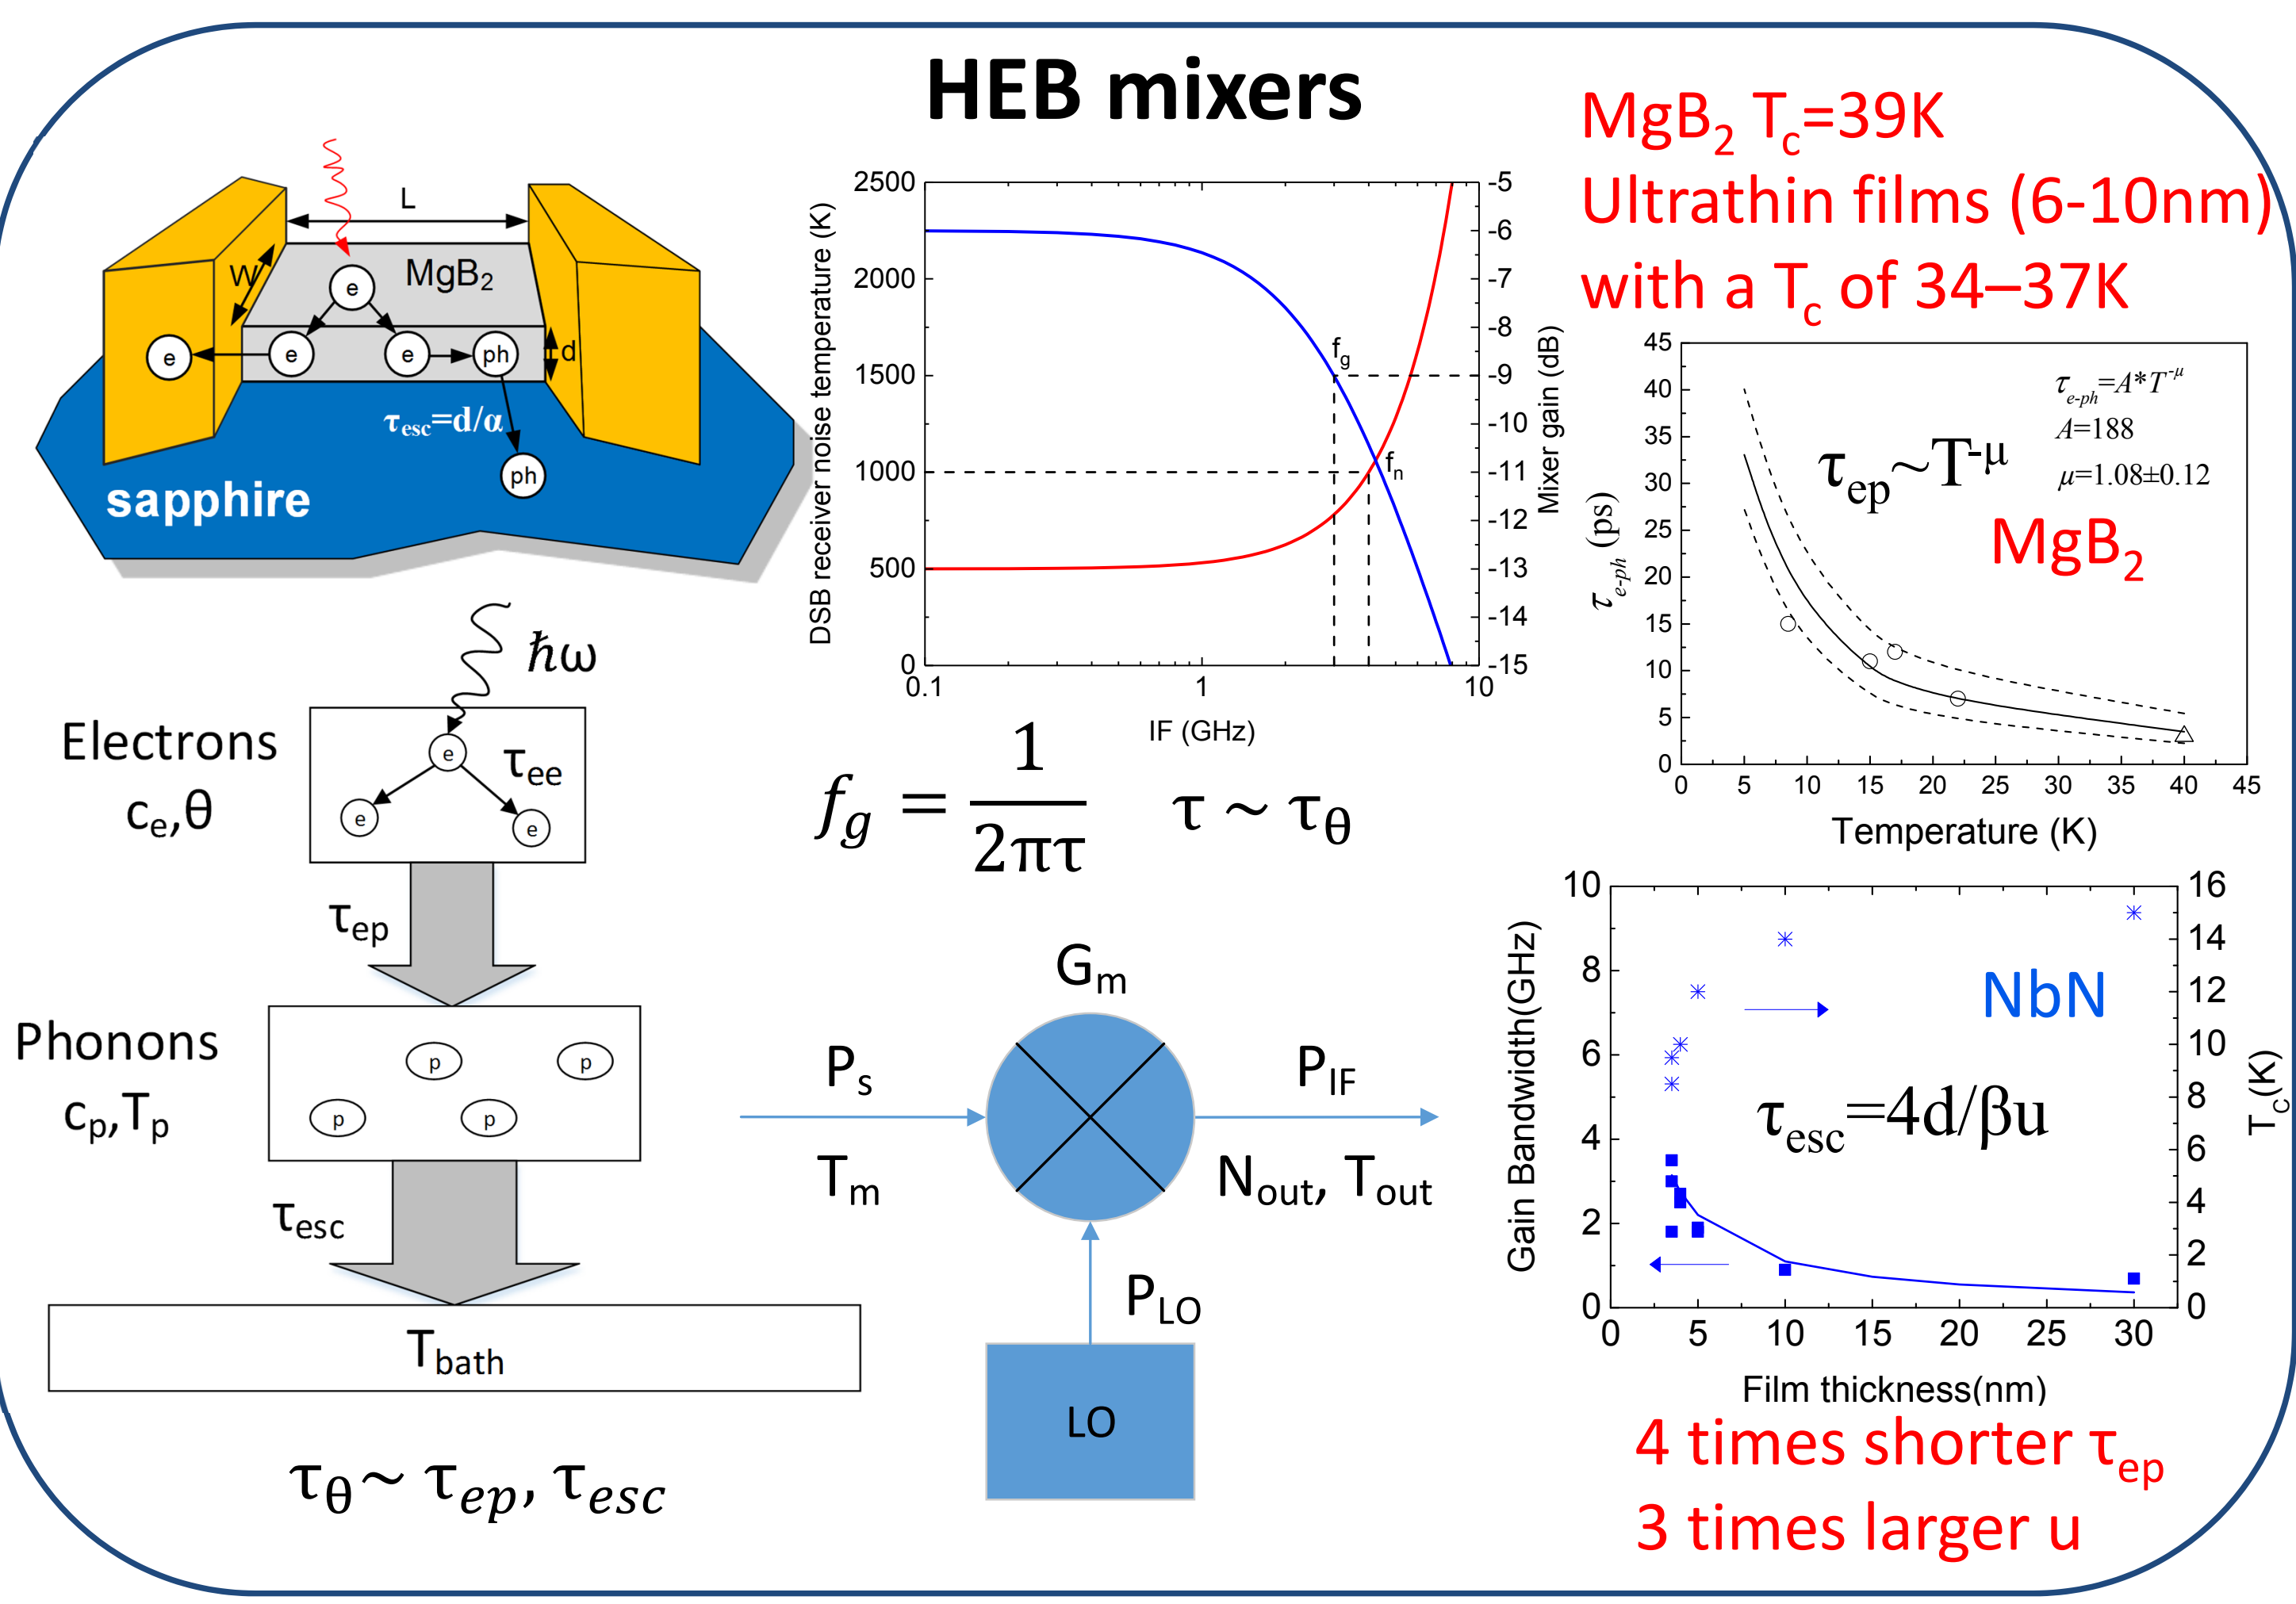 HEB mixers
L
W
MgB₂
e
e
e
e
ph
d
τesc=d/α
ph
sapphire
ħω
Electrons
cₑ,θ
e
τee
e
e
τep
Phonons
cp,Tp
p
p
p
p
τesc
Tbath
τθ~ τep, τesc
2500
2000
1500
1000
500
0
DSB receiver noise temperature (K)
-5
-6
-7
-8
-9
-10
-11
-12
-13
-14
-15
Mixer gain (dB)
fg
fn
0.1
1
10
IF (GHz)
fg = 1/2πτ τ ~ τθ
Gm
Ps
PIF
Tm
Nout, Tout
PLO
LO
MgB₂ Tc=39K
Ultrathin films (6-10nm)
with a Tc of 34–37K
45
40
35
30
25
20
15
10
5
0
τe-ph (ps)
τe-ph=A*T-μ
A=188
μ=1.08±0.12
τep~T-μ
MgB₂
0 5 10 15 20 25 30 35 40 45
Temperature (K)
10
8
6
4
2
0
Gain Bandwidth(GHz)
16
14
12
10
8
6
4
2
0
Tc(K)
NbN
τesc=4d/βu
0 5 10 15 20 25 30
Film thickness(nm)
4 times shorter τep
3 times larger u